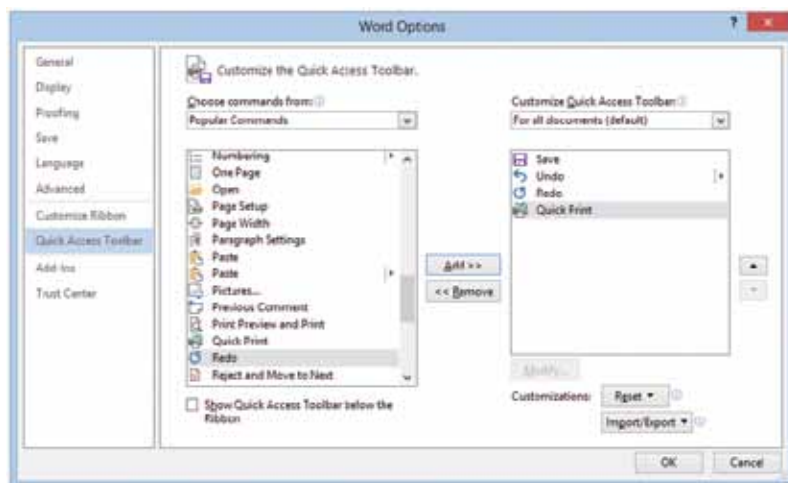 Word Options
?
General
Display
Proofing
Save
Language
Advanced
Customize Ribbon
Quick Access Toolbar
Add-Ins
Trust Center
Customize the Quick Access Toolbar.
Choose commands from:
Popular Commands
Numbering
One Page
Open
Page Setup
Page Width
Paragraph Settings
Paste
Paste
Pictures...
Previous Comment
Print Preview and Print
Quick Print
Redo
Reject and Move to Next
Show Quick Access Toolbar below the
Ribbon
Add >>
<< Remove
Customize Quick Access Toolbar:
For all documents (default)
Save
Undo
Redo
Quick Print
Modify...
Customizations:
Reset
Import/Export
OK
Cancel